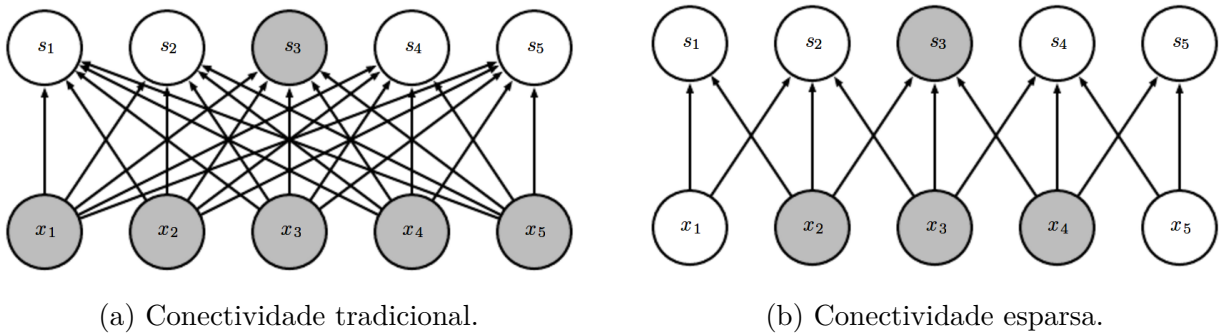 s1 s2 s3 s4 s5
x1 x2 x3 x4 x5
(a) Conectividade tradicional.
s1 s2 s3 s4 s5
x1 x2 x3 x4 x5
(b) Conectividade esparsa.